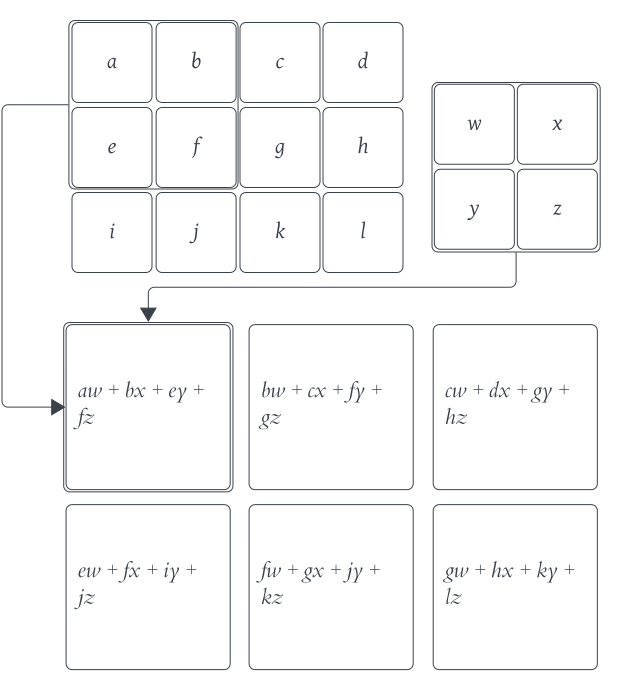 a b c d
w x
e f g h
y z
i j k l
aw + bx + ey +
fz
bw + cx + fy +
gz
cw + dx + gy +
hz
ew + fx + iy +
jz
fw + gx + jy +
kz
gw + hx + ky +
lz